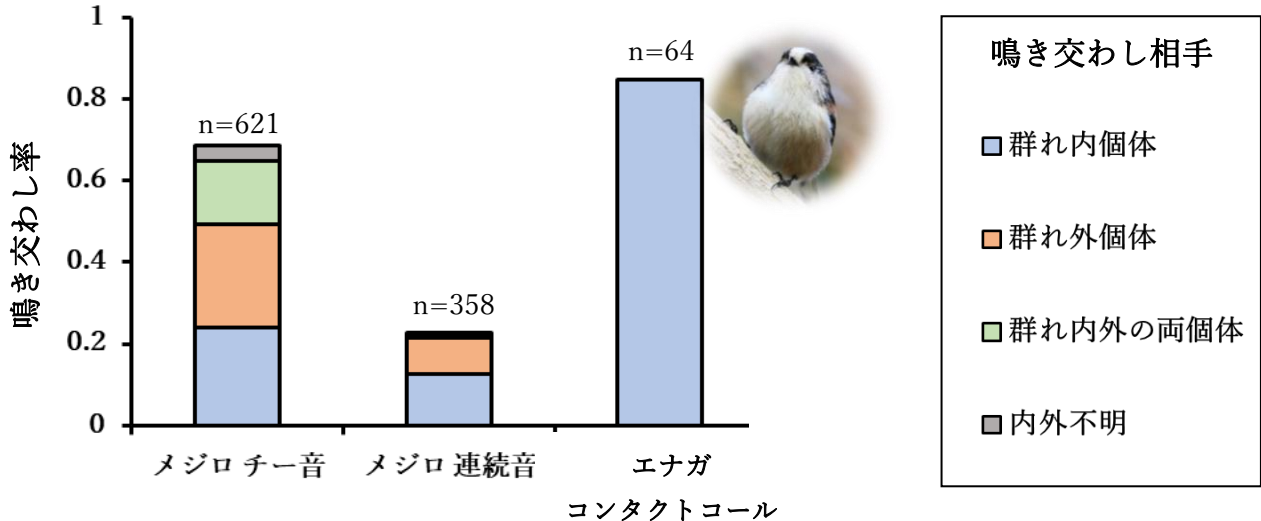 鳴き交わし率
1
0.8
0.6
0.4
0.2
0
n=621
n=358
n=64
メジロ チー音
メジロ 連続音
エナガ
コンタクトコール
鳴き交わし相手
群れ内個体
群れ外個体
群れ内外の両個体
内外不明